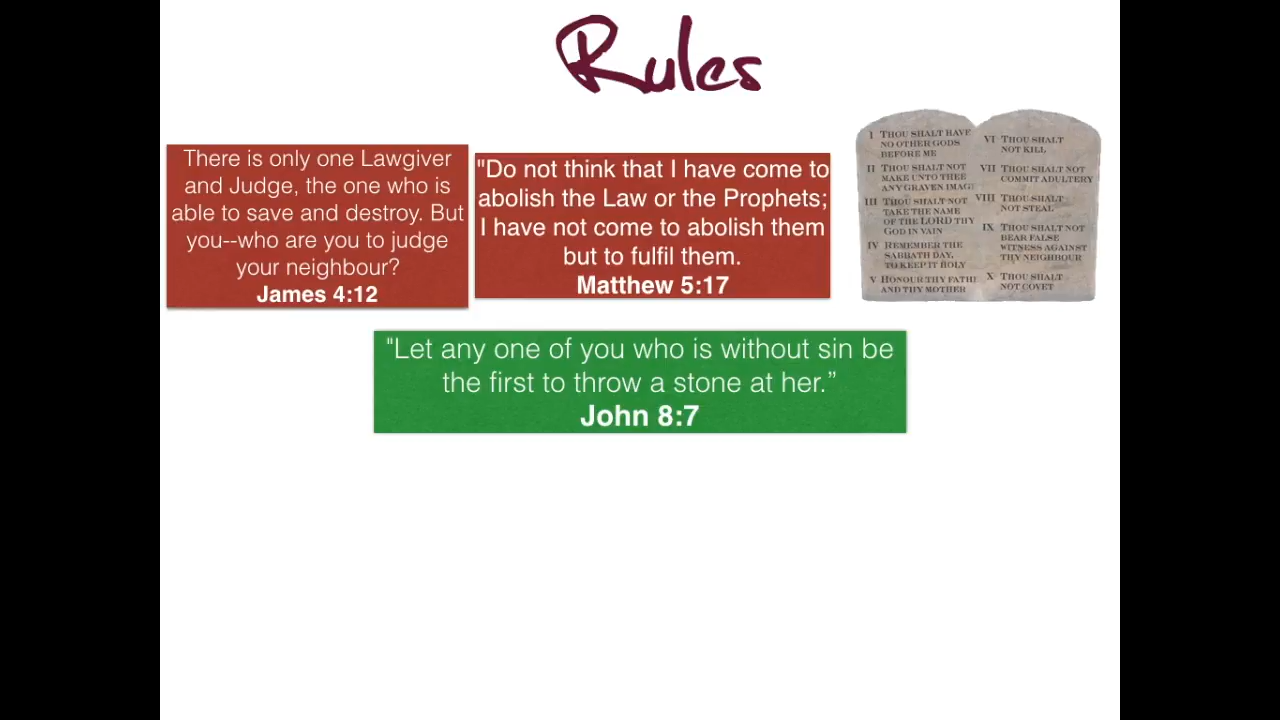 Rules
There is only one Lawgiver
and Judge, the one who is
able to save and destroy. But
you--who are you to judge
your neighbour?
James 4:12
"Do not think that I have come to
abolish the Law or the Prophets;
I have not come to abolish them
but to fulfil them.
Matthew 5:17
I THOU SHALT HAVE
NO OTHER GODS
BEFORE ME
II THOU SHALT NOT
MAKE UNTO THEE
ANY GRAVEN IMAGE
III THOU SHALT NOT
TAKE THE NAME
OF THE LORD THY
GOD IN VAIN
IV REMEMBER THE
SABBATH DAY,
TO KEEP IT HOLY
V HONOUR THY FATHE
AND THY MOTHER
VI THOU SHALT
NOT KILL
VII THOU SHALT NOT
COMMIT ADULTERY
VIII THOU SHALT
NOT STEAL
IX THOU SHALT NOT
BEAR FALSE
WITNESS AGAINST
THY NEIGHBOUR
X THOU SHALT
NOT COVET
"Let any one of you who is without sin be
the first to throw a stone at her.”
John 8:7